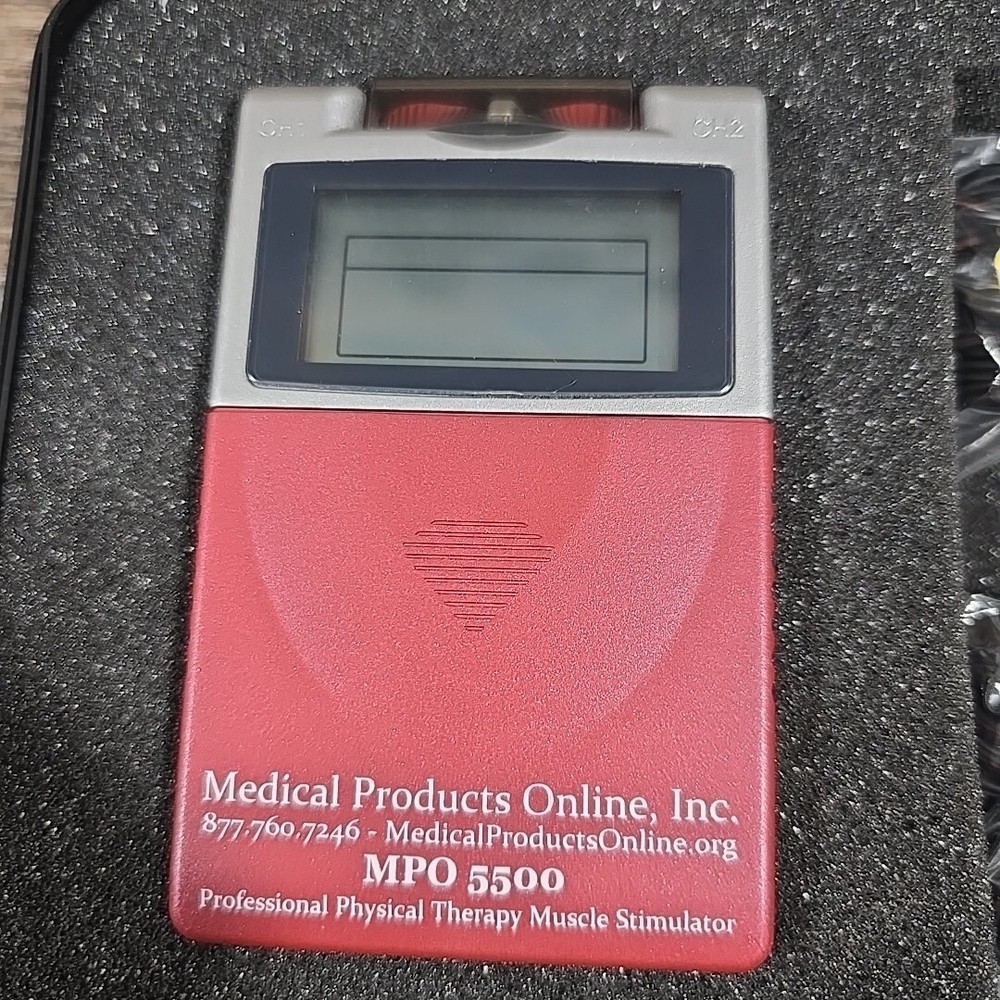 CH1 CH2
Medical Products Online, Inc.
877.760.7246 - MedicalProductsOnline.org
MPO 5500
Professional Physical Therapy Muscle Stimulator